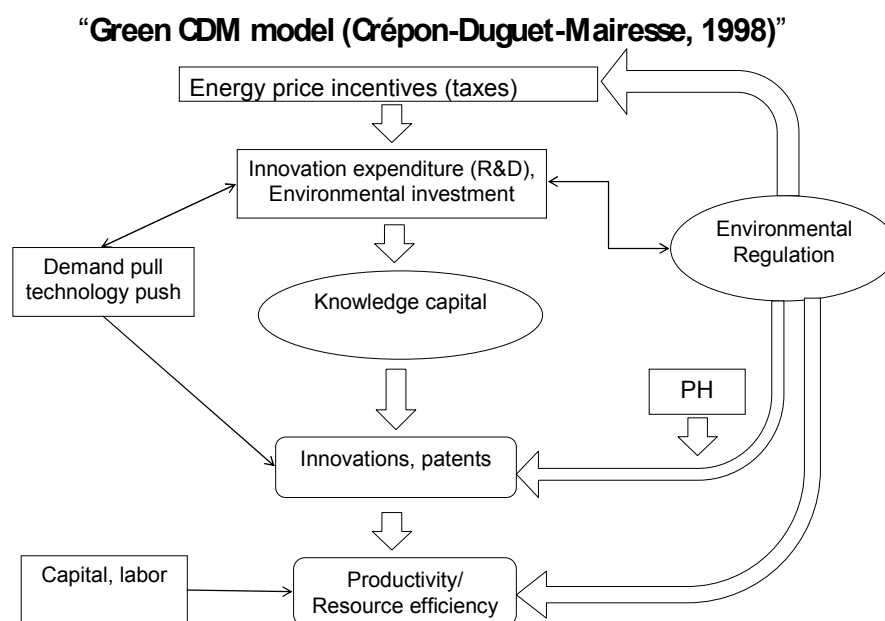 “Green CDM model (Crépon-Duguet-Mairesse, 1998)”
Energy price incentives (taxes)
Innovation expenditure (R&D),
Environmental investment
Environmental
Regulation
Demand pull
technology push
Knowledge capital
PH
Innovations, patents
Capital, labor
Productivity/
Resource efficiency